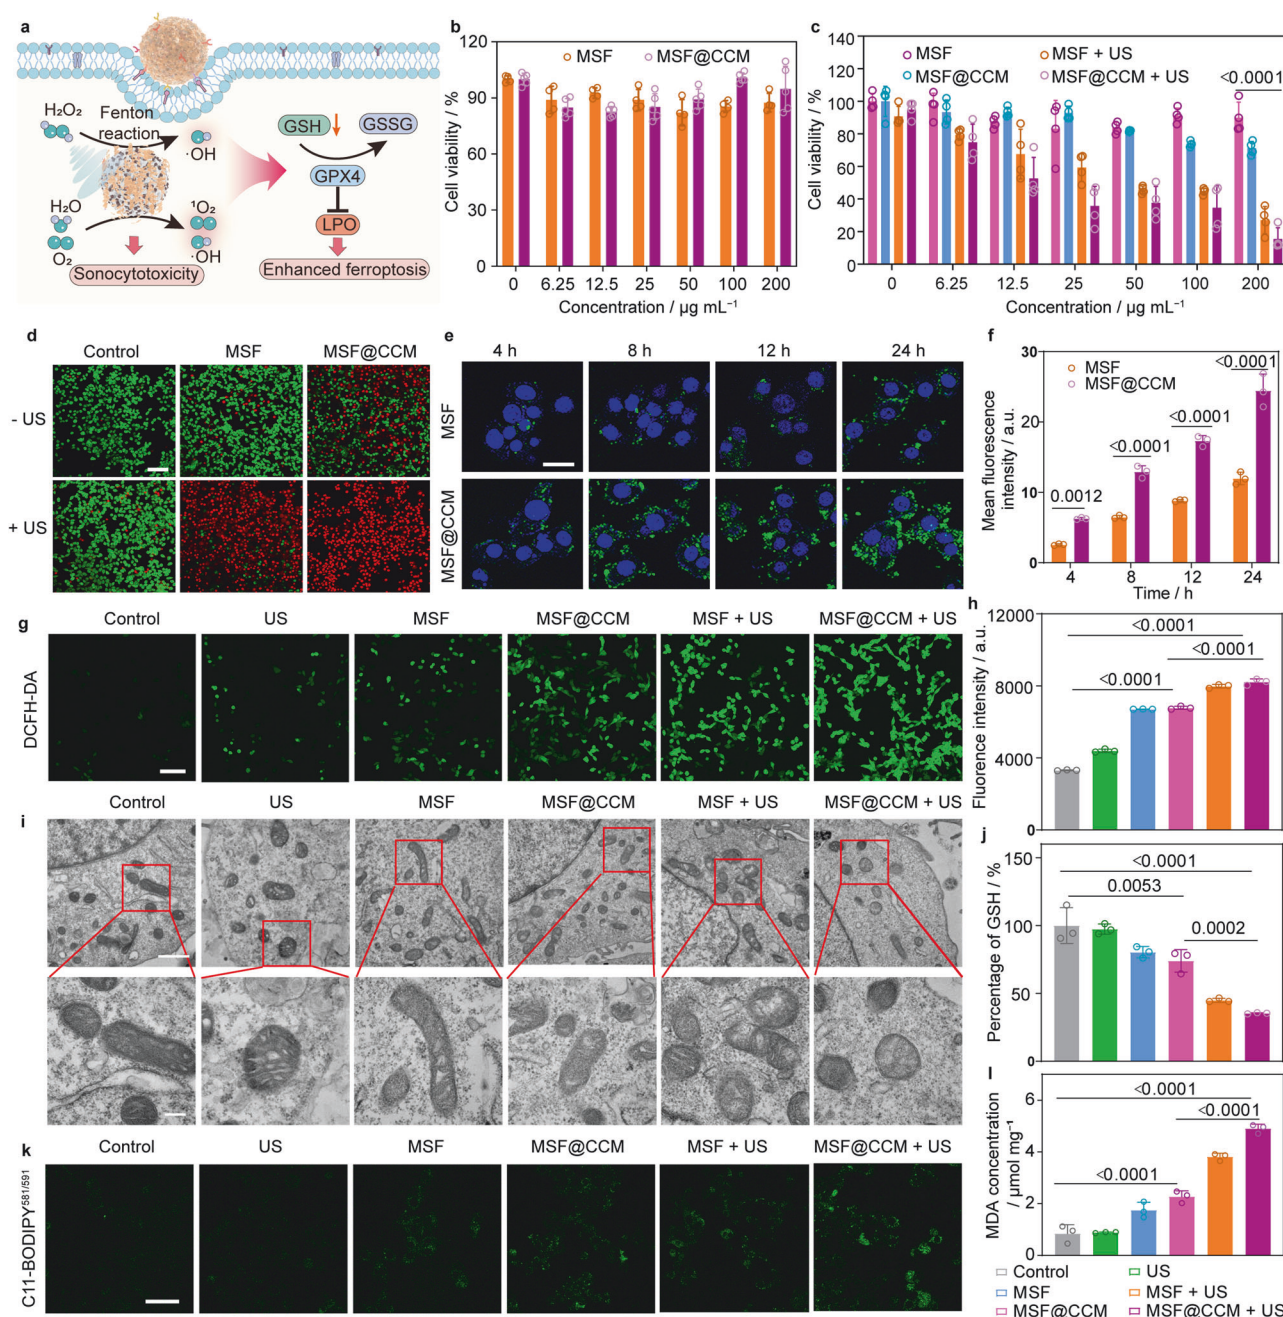 a
H₂O₂
Fenton
reaction
·OH
GSH
GSSG
GPX4
LPO
H₂O
O₂
¹O₂
·OH
Sonocytotoxicity
Enhanced ferroptosis
b
MSF
MSF@CCM
Cell viability / %
120
90
60
30
0
0 6.25 12.5 25 50 100 200
Concentration / µg mL⁻¹
c
MSF
MSF + US
MSF@CCM
MSF@CCM + US
<0.0001
Cell viability / %
140
120
100
80
60
40
20
0
0 6.25 12.5 25 50 100 200
Concentration / µg mL⁻¹
d
Control MSF MSF@CCM
- US
+ US
e
4 h 8 h 12 h 24 h
MSF
MSF@CCM
f
MSF
MSF@CCM
Mean fluorescence
intensity / a.u.
30
20
10
0
0.0012
<0.0001
<0.0001
<0.0001
4 8 12 24
Time / h
g
Control US MSF MSF@CCM MSF + US MSF@CCM + US
DCFH-DA
h
Fluorence intensity / a.u.
12000
8000
4000
0
<0.0001
<0.0001
<0.0001
i
Control US MSF MSF@CCM MSF + US MSF@CCM + US
j
Percentage of GSH / %
150
100
50
0
<0.0001
0.0053
0.0002
k
Control US MSF MSF@CCM MSF + US MSF@CCM + US
C11-BODIPY⁵⁸¹/⁵⁹¹
l
MDA concentration
/ µmol mg⁻¹
6
4
2
0
<0.0001
<0.0001
<0.0001
Control
US
MSF
MSF + US
MSF@CCM
MSF@CCM + US